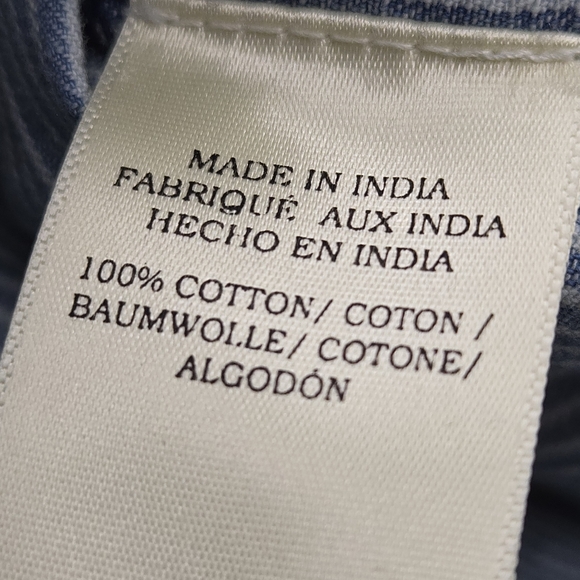 MADE IN INDIA
FABRIQUÉ AUX INDIA
HECHO EN INDIA
100% COTTON/ COTON /
BAUMWOLLE/ COTONE/
ALGODÓN